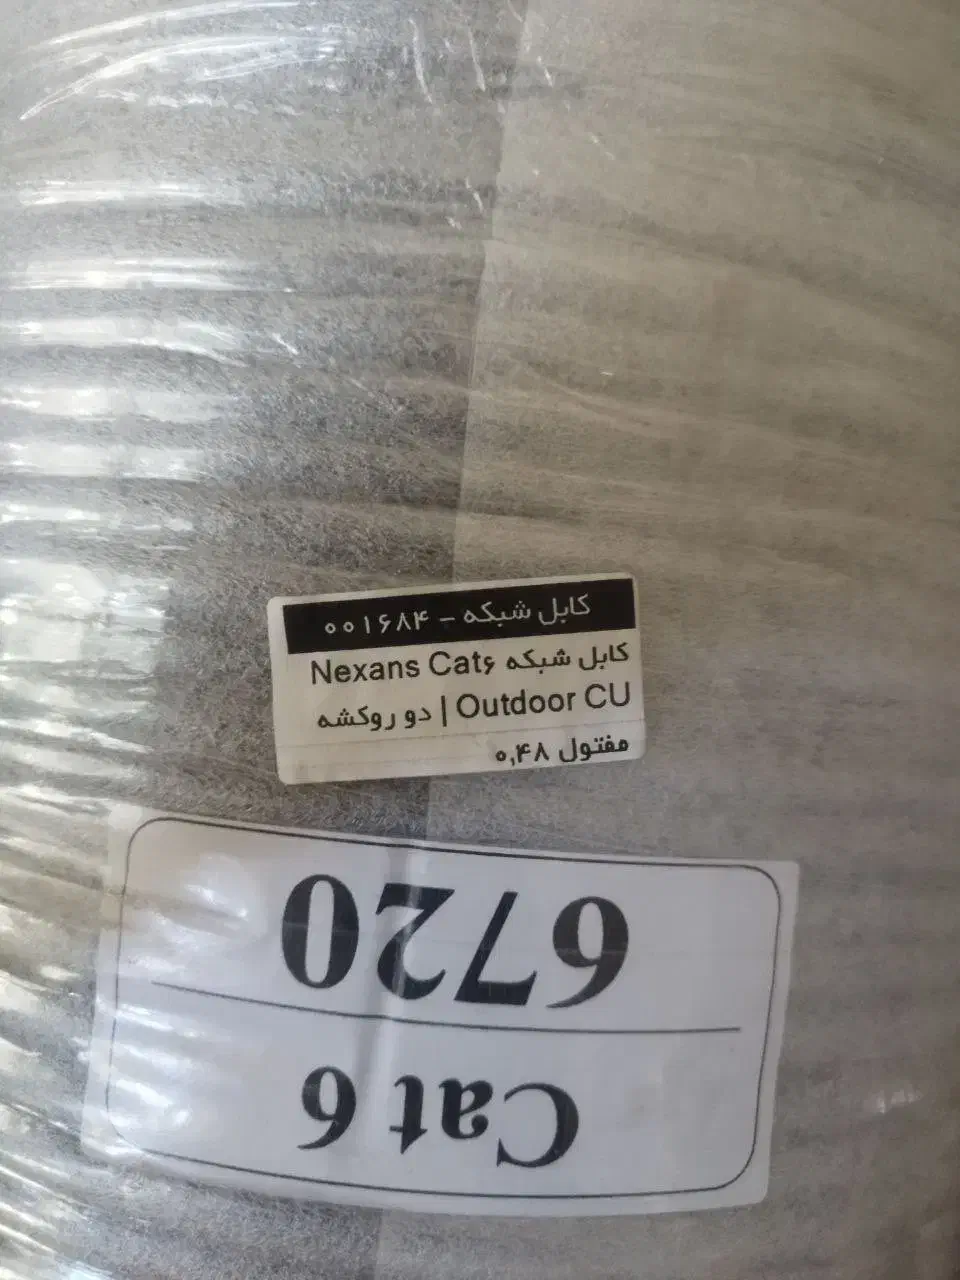 کابل شبکه - ۰۰۱۶۸۴
کابل شبکه Nexans Cat۶
Outdoor CU | دو روکشه
مفتول ۰,۴۸
Cat 6
6720